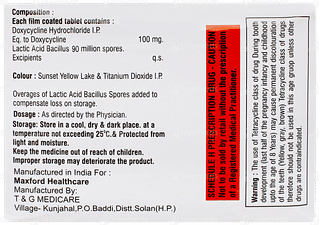 Composition :
Each film coated tablet contains :
Doxycycline Hydrochloride I.P.
Eq. to Doxycycline 100 mg.
Lactic Acid Bacillus 90 million spores.
Excipients q.s.
Colour : Sunset Yellow Lake & Titanium Dioxide I.P.
Overages of Lactic Acid Bacillus Spores added to
compensate loss on storage.
Dosage : As directed by the Physician.
Storage: Store in a cool, dry & dark place. at a
temperature not exceeding 25°C.& Protected from
light and moisture.
Keep the medicine out of reach of children.
Improper storage may deteriorate the product.
Manufactured in India For :
Maxford Healthcare
Manufactured By:
T & G MEDICARE
Village- Kunjahal,P.O.Baddi,Distt.Solan(H.P.)
SCHEDULE H PRESCRIPTION DRUG - CAUTION
Not to be sold by retail without the prescription
of a Registered Medical Practitioner.
Warning : The use of Tetracycline class of drug During tooth
development (last half of the pregnancy infancy and childhood
upto the age of 8 Years) may cause permanent discolouration
of the teeth (Yellow, gray, brown) Tetracycline class of drugs
therefore should not be used in this age group unless other
drugs are contraindicated.